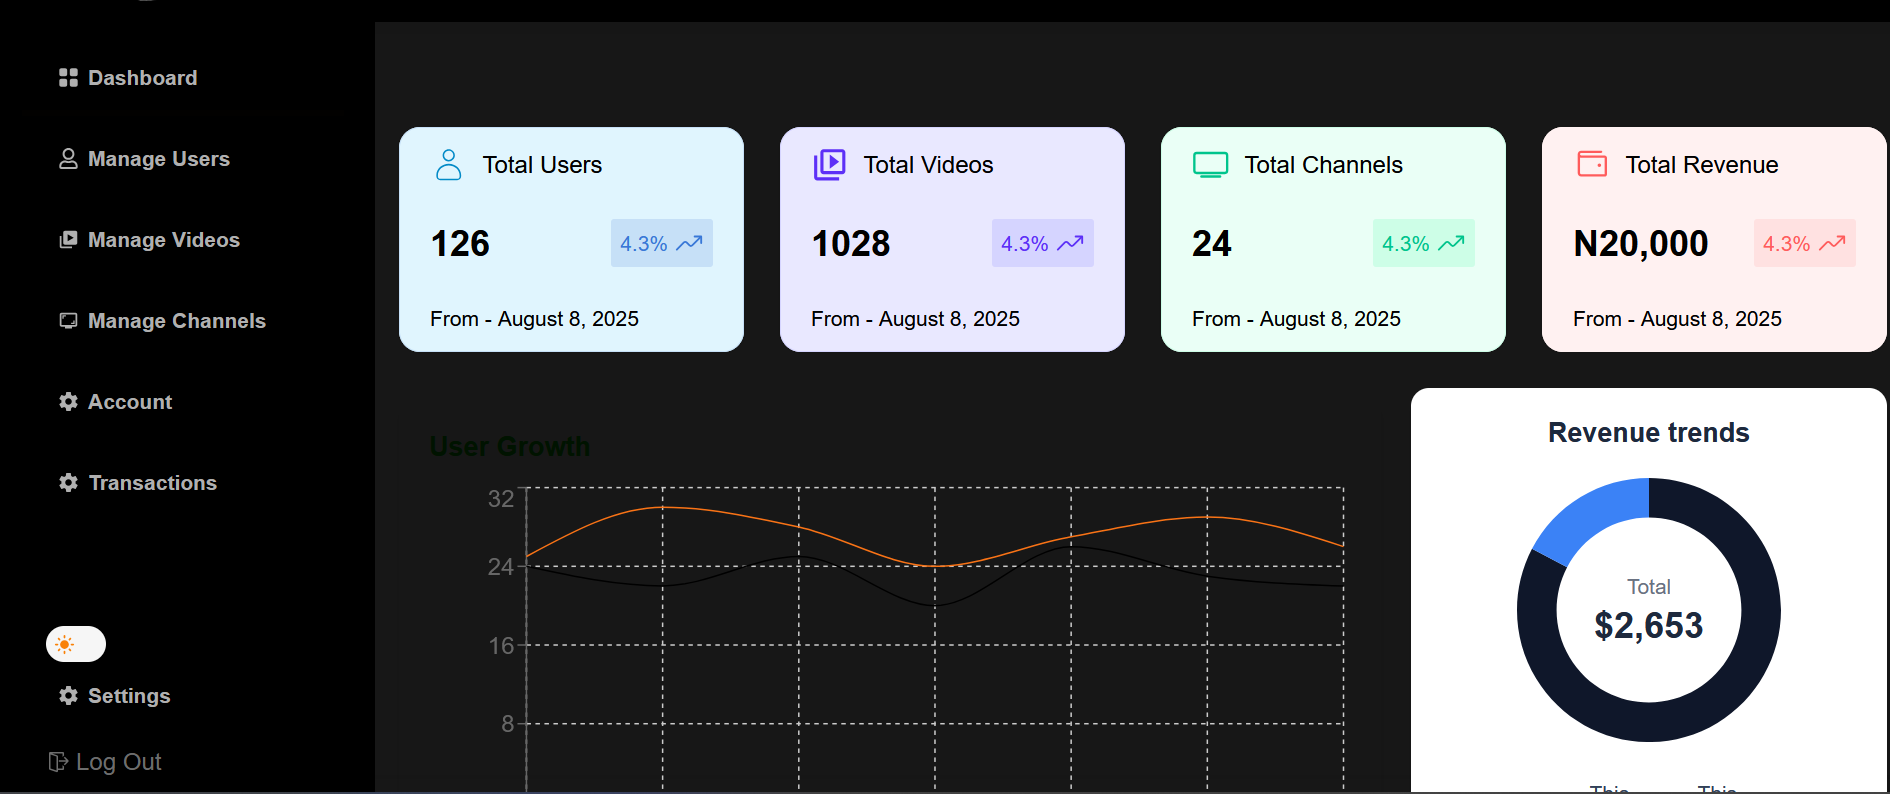 Dashboard
Manage Users
Manage Videos
Manage Channels
Account
Transactions
Settings
Log Out
Total Users
126
4.3%
From - August 8, 2025
Total Videos
1028
4.3%
From - August 8, 2025
Total Channels
24
4.3%
From - August 8, 2025
Total Revenue
N20,000
4.3%
From - August 8, 2025
User Growth
32
24
16
8
Revenue trends
Total
$2,653
This This